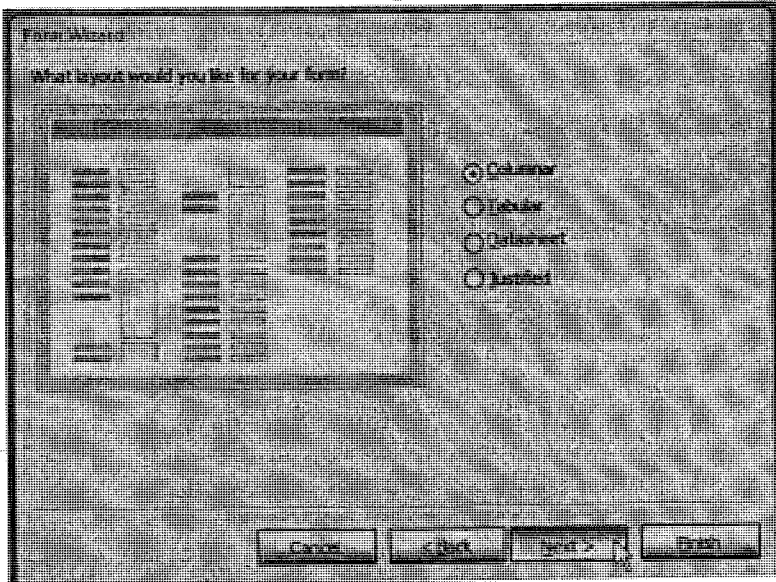 Form Wizard
What layout would you like for your form?
Columnar
Tabular
Datasheet
Justified
Cancel
< Back
Next >
Finish